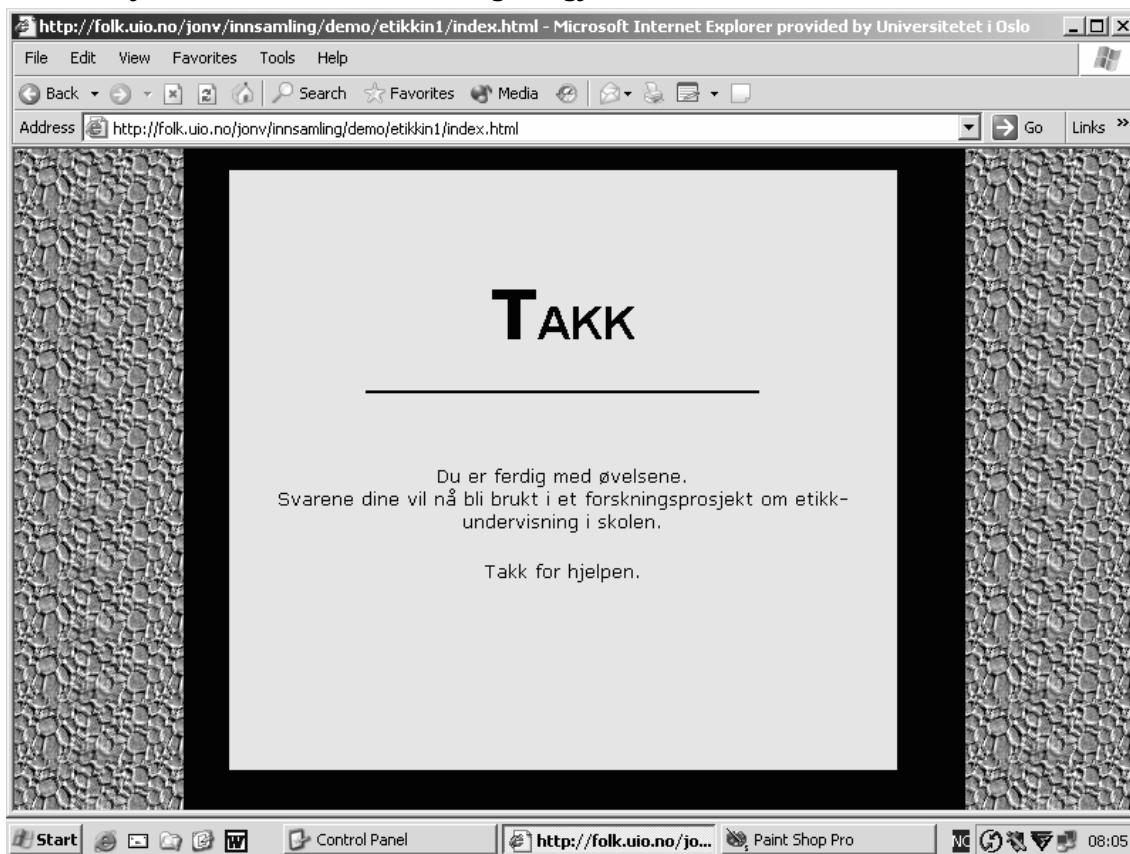 http://folk.uio.no/jonv/innsamling/demo/etikkin1/index.html - Microsoft Internet Explorer provided by Universitetet i Oslo
File Edit View Favorites Tools Help
Back Search Favorites Media
Address http://folk.uio.no/jonv/innsamling/demo/etikkin1/index.html Go Links »
TAKK
Du er ferdig med øvelsene.
Svarene dine vil nå bli brukt i et forskningsprosjekt om etikk-
undervisning i skolen.
Takk for hjelpen.
Start Control Panel http://folk.uio.no/jo... Paint Shop Pro NO 08:05